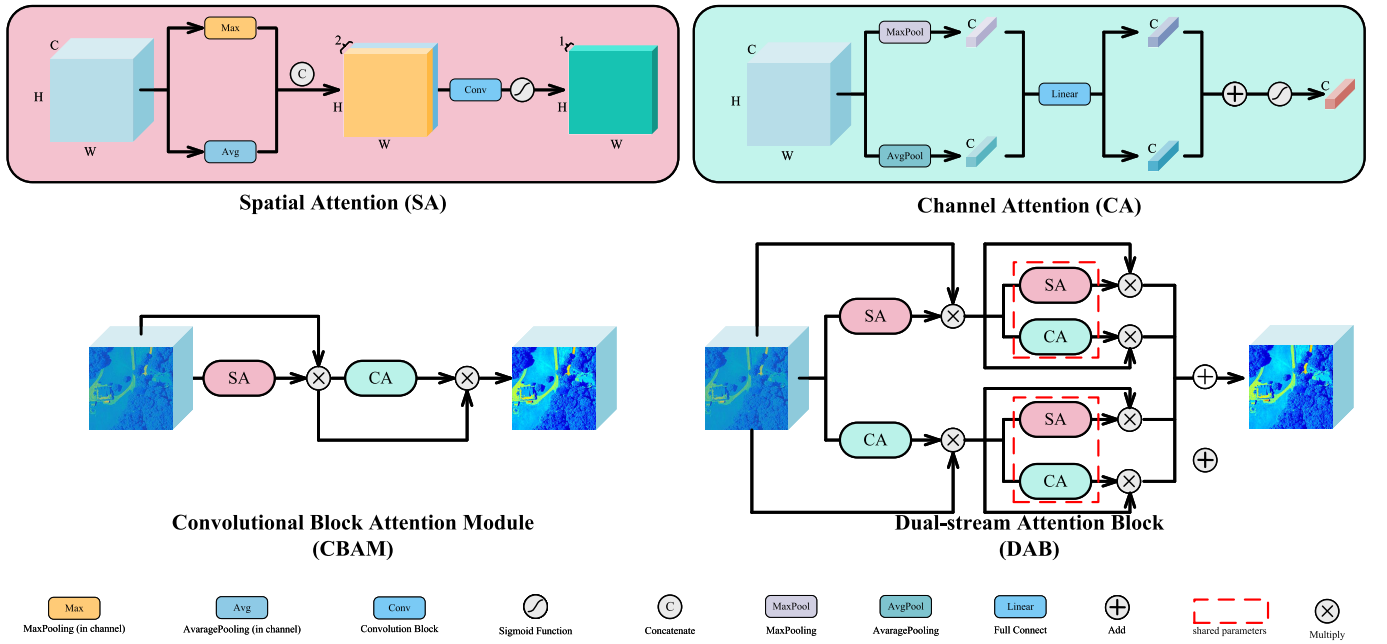 C
H
W
Max
Avg
C
2
H
W
Conv
1
H
W
Spatial Attention (SA)
C
H
W
MaxPool
AvgPool
C
C
Linear
C
C
C
Channel Attention (CA)
SA
CA
Convolutional Block Attention Module
(CBAM)
SA
CA
SA
CA
SA
CA
Dual-stream Attention Block
(DAB)
Max
MaxPooling (in channel)
Avg
AvaragePooling (in channel)
Conv
Convolution Block
Sigmoid Function
C
Concatenate
MaxPool
MaxPooling
AvgPool
AvaragePooling
Linear
Full Connect
Add
shared parameters
Multiply